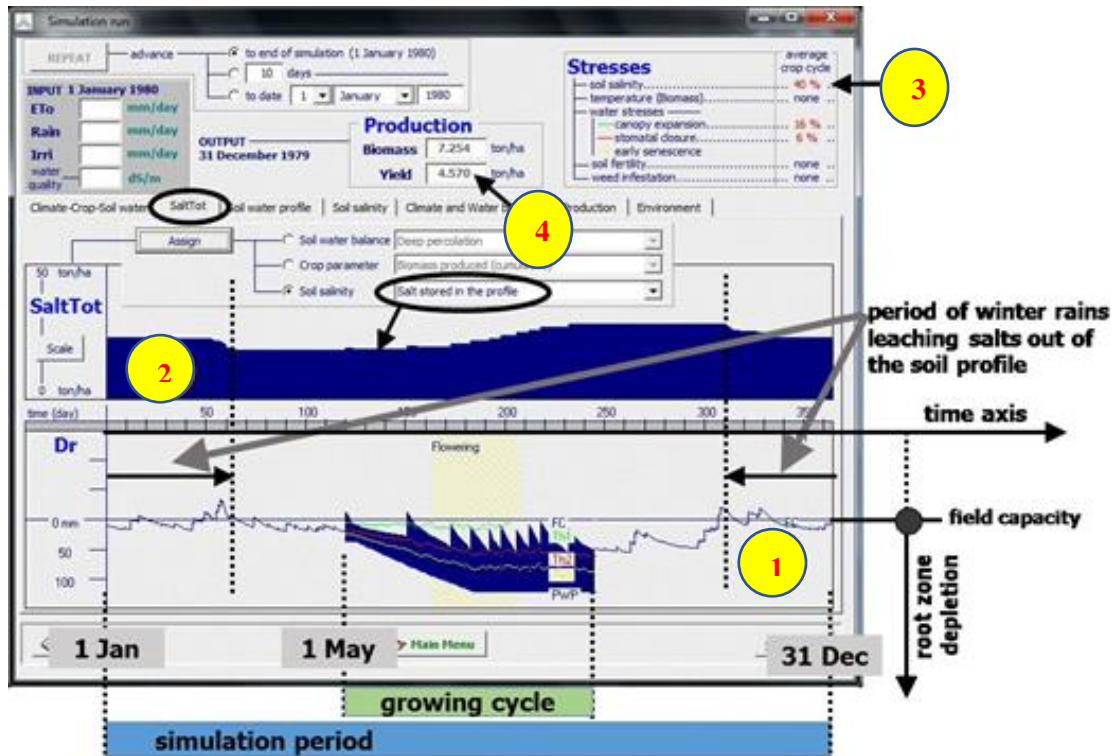 Simulation run
REPEAT
advance
to end of simulation (1 January 1980)
10 days
to date 1 January 1980
INPUT 1 January 1980
ETo mm/day
Rain mm/day
Irri mm/day
water quality dS/m
OUTPUT
31 December 1979
Production
Biomass 7.254 ton/ha
Yield 4.570 ton/ha
Stresses
average
crop cycle
soil salinity 40 %
temperature (Biomass) none
water stresses
canopy expansion 16 %
stomatal closure 6 %
early senescence
soil fertility none
weed infestation none
3
4
Climate-Crop-Soil water
SaltTot
Soil water profile
Soil salinity
Climate and Water
Production
Environment
Assign
Soil water balance Deep percolation
Crop parameter Biomass produced
Soil salinity Salt stored in the profile
50 ton/ha
SaltTot
Scale
0 ton/ha
2
period of winter rains
leaching salts out of
the soil profile
time (day) 50 100 150 200 250 300
time axis
Dr
Flowering
0 mm
50
100
FC
Th2
PWP
FC
1
field capacity
root zone
depletion
1 Jan
1 May
Main Menu
31 Dec
growing cycle
simulation period